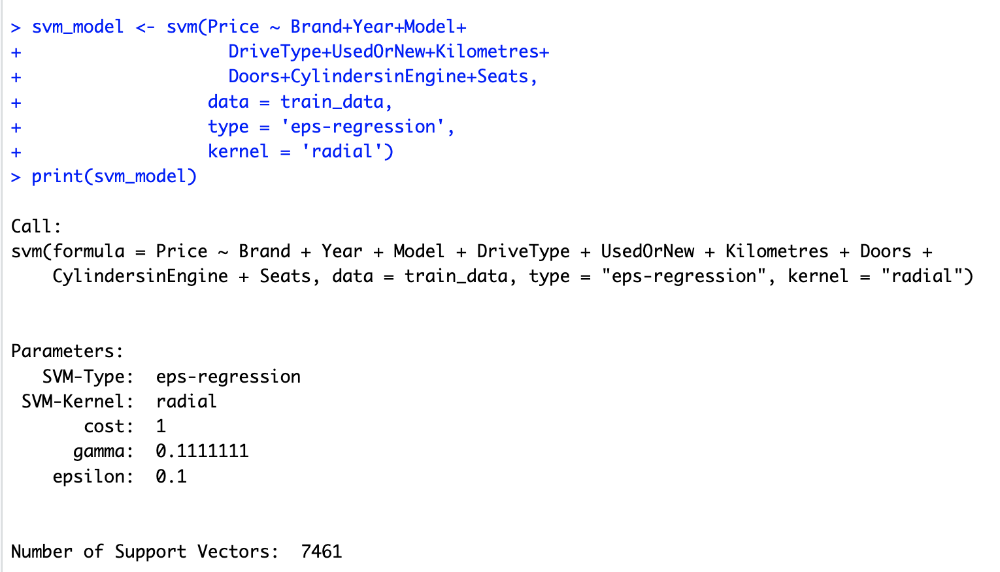 > svm_model <- svm(Price ~ Brand+Year+Model+
+                    DriveType+UsedOrNew+Kilometres+
+                    Doors+CylindersinEngine+Seats,
+                  data = train_data,
+                  type = 'eps-regression',
+                  kernel = 'radial')
> print(svm_model)

Call:
svm(formula = Price ~ Brand + Year + Model + DriveType + UsedOrNew + Kilometres + Doors +
    CylindersinEngine + Seats, data = train_data, type = "eps-regression", kernel = "radial")


Parameters:
   SVM-Type:  eps-regression
 SVM-Kernel:  radial
       cost:  1
      gamma:  0.1111111
    epsilon:  0.1


Number of Support Vectors:  7461